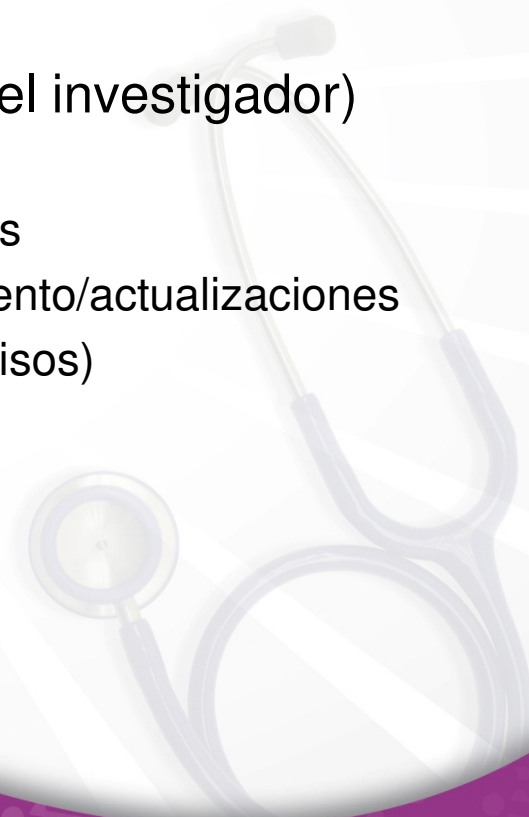 el investigador)
s
ento/actualizaciones
isos)